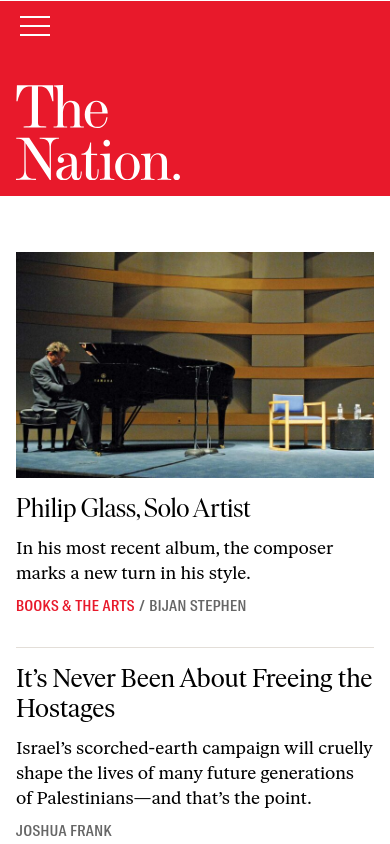 The
Nation.
Philip Glass, Solo Artist
In his most recent album, the composer
marks a new turn in his style.
BOOKS & THE ARTS / BIJAN STEPHEN
It’s Never Been About Freeing the
Hostages
Israel’s scorched-earth campaign will cruelly
shape the lives of many future generations
of Palestinians—and that’s the point.
JOSHUA FRANK